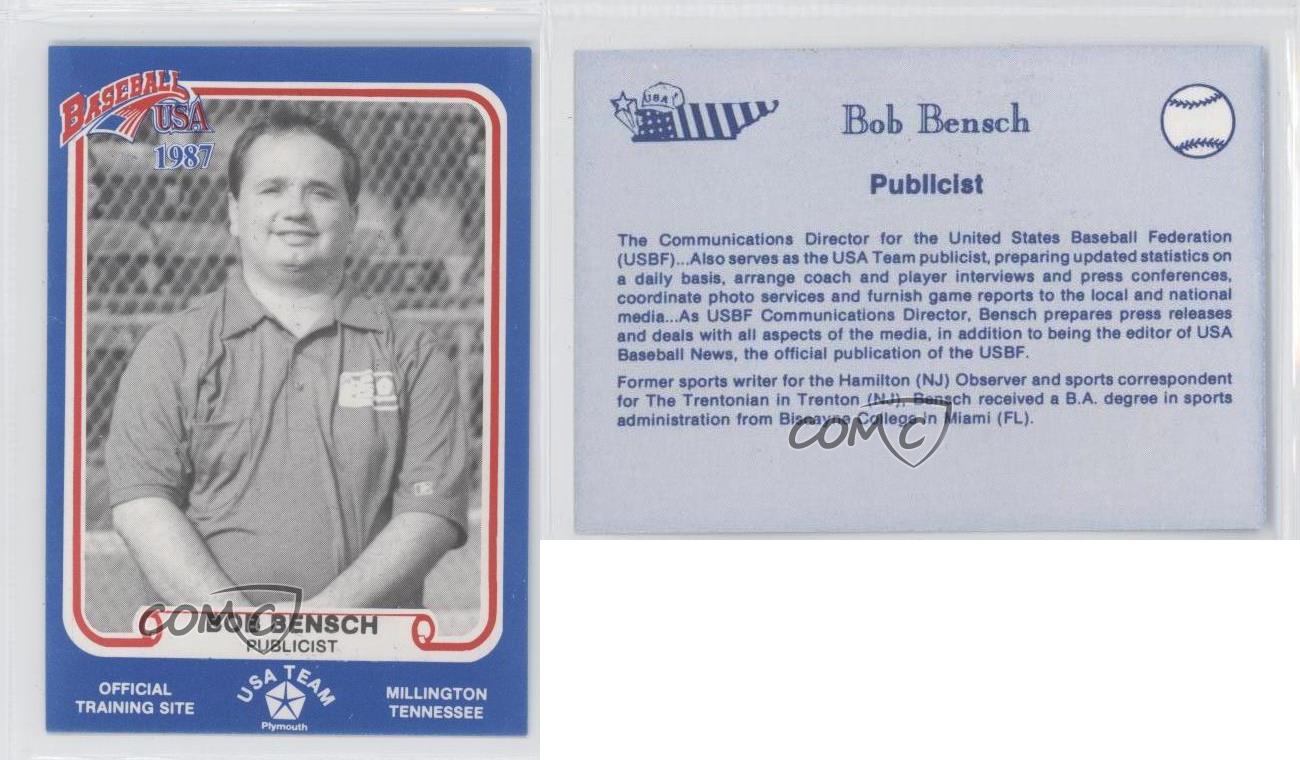 BASEBALL
USA
1987
COMC
BOB BENSCH
PUBLICIST
OFFICIAL
TRAINING SITE
USA TEAM
Plymouth
MILLINGTON
TENNESSEE
USA
Bob Bensch
Publicist
The Communications Director for the United States Baseball Federation
(USBF)...Also serves as the USA Team publicist, preparing updated statistics on
a daily basis, arrange coach and player interviews and press conferences,
coordinate photo services and furnish game reports to the local and national
media...As USBF Communications Director, Bensch prepares press releases
and deals with all aspects of the media, in addition to being the editor of USA
Baseball News, the official publication of the USBF.
Former sports writer for the Hamilton (NJ) Observer and sports correspondent
for The Trentonian in Trenton (NJ), Bensch received a B.A. degree in sports
administration from Biscayne College in Miami (FL).
COMC